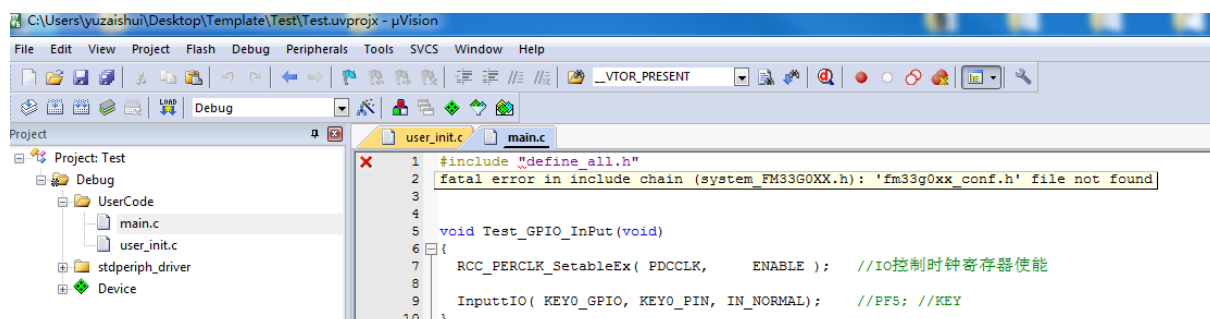 C:\Users\yuzaishui\Desktop\Template\Test\Test.uvprojx - µVision
File Edit View Project Flash Debug Peripherals Tools SVCS Window Help
__VTOR_PRESENT
LOAD Debug
Project
user_init.c main.c
Project: Test
Debug
UserCode
main.c
user_init.c
stdperiph_driver
Device
1 #include "define_all.h"
2 fatal error in include chain (system_FM33G0XX.h): 'fm33g0xx_conf.h' file not found
3
4
5 void Test_GPIO_InPut(void)
6 {
7 RCC_PERCLK_SetableEx( PDCCLK, ENABLE ); //IO控制时钟寄存器使能
8
9 InputtIO( KEY0_GPIO, KEY0_PIN, IN_NORMAL); //PF5; //KEY
10 }